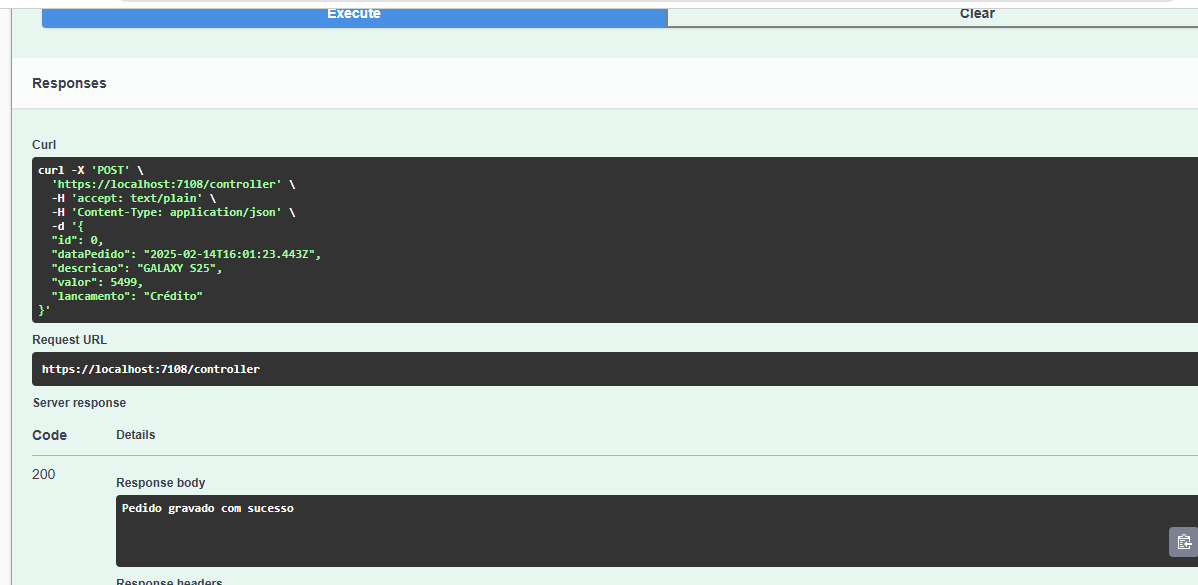 Execute
Clear
Responses
Curl
curl -X 'POST' \
'https://localhost:7108/controller' \
-H 'accept: text/plain' \
-H 'Content-Type: application/json' \
-d '{
"id": 0,
"dataPedido": "2025-02-14T16:01:23.443Z",
"descricao": "GALAXY S25",
"valor": 5499,
"lancamento": "Crédito"
}'
Request URL
https://localhost:7108/controller
Server response
Code
Details
200
Response body
Pedido gravado com sucesso
Response headers